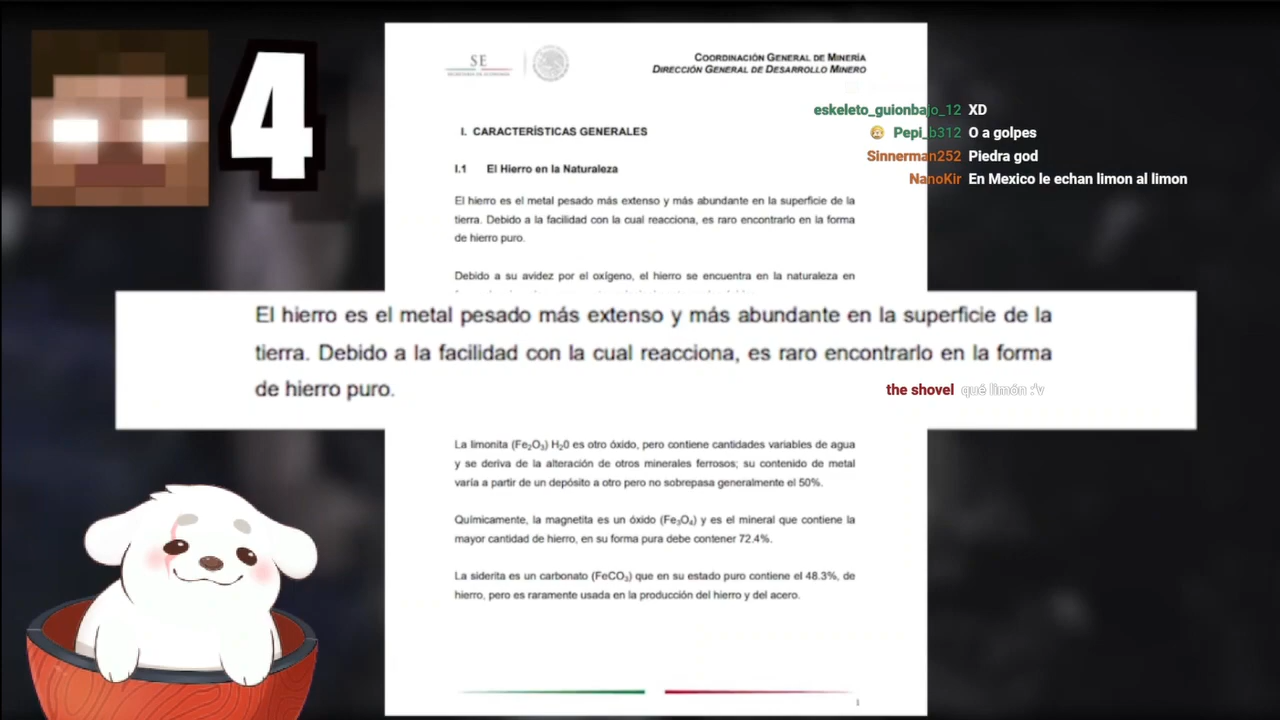 4
SE
SECRETARÍA DE ECONOMÍA
COORDINACIÓN GENERAL DE MINERÍA
DIRECCIÓN GENERAL DE DESARROLLO MINERO
eskeleto_guionbajo_12 XD
Pepi_b312 O a golpes
Sinnerman252 Piedra god
NanoKir En Mexico le echan limon al limon
I. CARACTERÍSTICAS GENERALES
I.1 El Hierro en la Naturaleza
El hierro es el metal pesado más extenso y más abundante en la superficie de la
tierra. Debido a la facilidad con la cual reacciona, es raro encontrarlo en la forma
de hierro puro.
Debido a su avidez por el oxígeno, el hierro se encuentra en la naturaleza en
El hierro es el metal pesado más extenso y más abundante en la superficie de la
tierra. Debido a la facilidad con la cual reacciona, es raro encontrarlo en la forma
de hierro puro.
the shovel qué limón :'v
La limonita (Fe₂O₃) H₂0 es otro óxido, pero contiene cantidades variables de agua
y se deriva de la alteración de otros minerales ferrosos; su contenido de metal
varía a partir de un depósito a otro pero no sobrepasa generalmente el 50%.
Químicamente, la magnetita es un óxido (Fe₃O₄) y es el mineral que contiene la
mayor cantidad de hierro, en su forma pura debe contener 72.4%.
La siderita es un carbonato (FeCO₃) que en su estado puro contiene el 48.3%, de
hierro, pero es raramente usada en la producción del hierro y del acero.
1